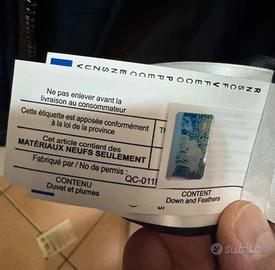 Ne pas enlever avant la
livraison au consommateur
Cette étiquette est apposée conformément
à la loi de la province
Cet article contient des
MATÉRIAUX NEUFS SEULEMENT
Fabriqué par / No de permis :
QC-011
CONTENU
Duvet et plumes
CONTENT
Down and Feathers
subito